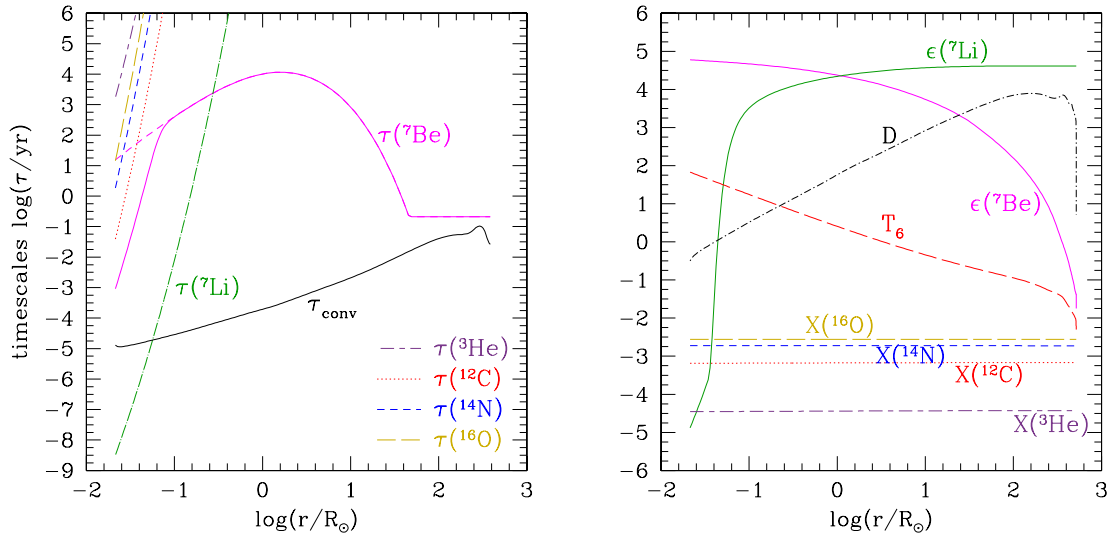 6
5
4
3
2
1
0
−1
−2
−3
−4
−5
−6
−7
−8
−9
timescales log(τ/yr)
τ(⁷Be)
τ(⁷Li)
τconv
τ(³He)
τ(¹²C)
τ(¹⁴N)
τ(¹⁶O)
−2 −1 0 1 2 3
log(r/R☉)
6
5
4
3
2
1
0
−1
−2
−3
−4
−5
−6
ϵ(⁷Li)
D
ϵ(⁷Be)
T₆
X(¹⁶O)
X(¹⁴N)
X(¹²C)
X(³He)
−2 −1 0 1 2 3
log(r/R☉)